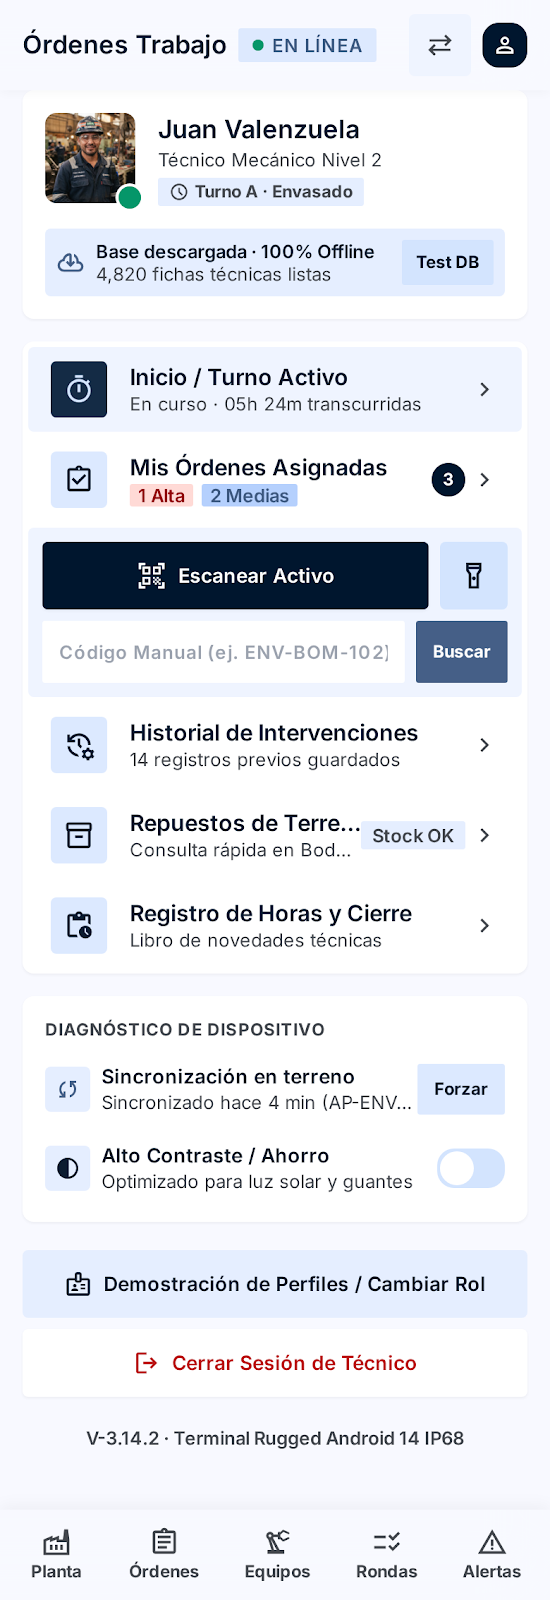 Órdenes Trabajo
EN LÍNEA
Juan Valenzuela
Técnico Mecánico Nivel 2
Turno A · Envasado
Base descargada · 100% Offline
4,820 fichas técnicas listas
Test DB
Inicio / Turno Activo
En curso · 05h 24m transcurridas
Mis Órdenes Asignadas
1 Alta
2 Medias
3
Escanear Activo
Código Manual (ej. ENV-BOM-102)
Buscar
Historial de Intervenciones
14 registros previos guardados
Repuestos de Terre...
Consulta rápida en Bod...
Stock OK
Registro de Horas y Cierre
Libro de novedades técnicas
DIAGNÓSTICO DE DISPOSITIVO
Sincronización en terreno
Sincronizado hace 4 min (AP-ENV...
Forzar
Alto Contraste / Ahorro
Optimizado para luz solar y guantes
Demostración de Perfiles / Cambiar Rol
Cerrar Sesión de Técnico
V-3.14.2 · Terminal Rugged Android 14 IP68
Planta
Órdenes
Equipos
Rondas
Alertas